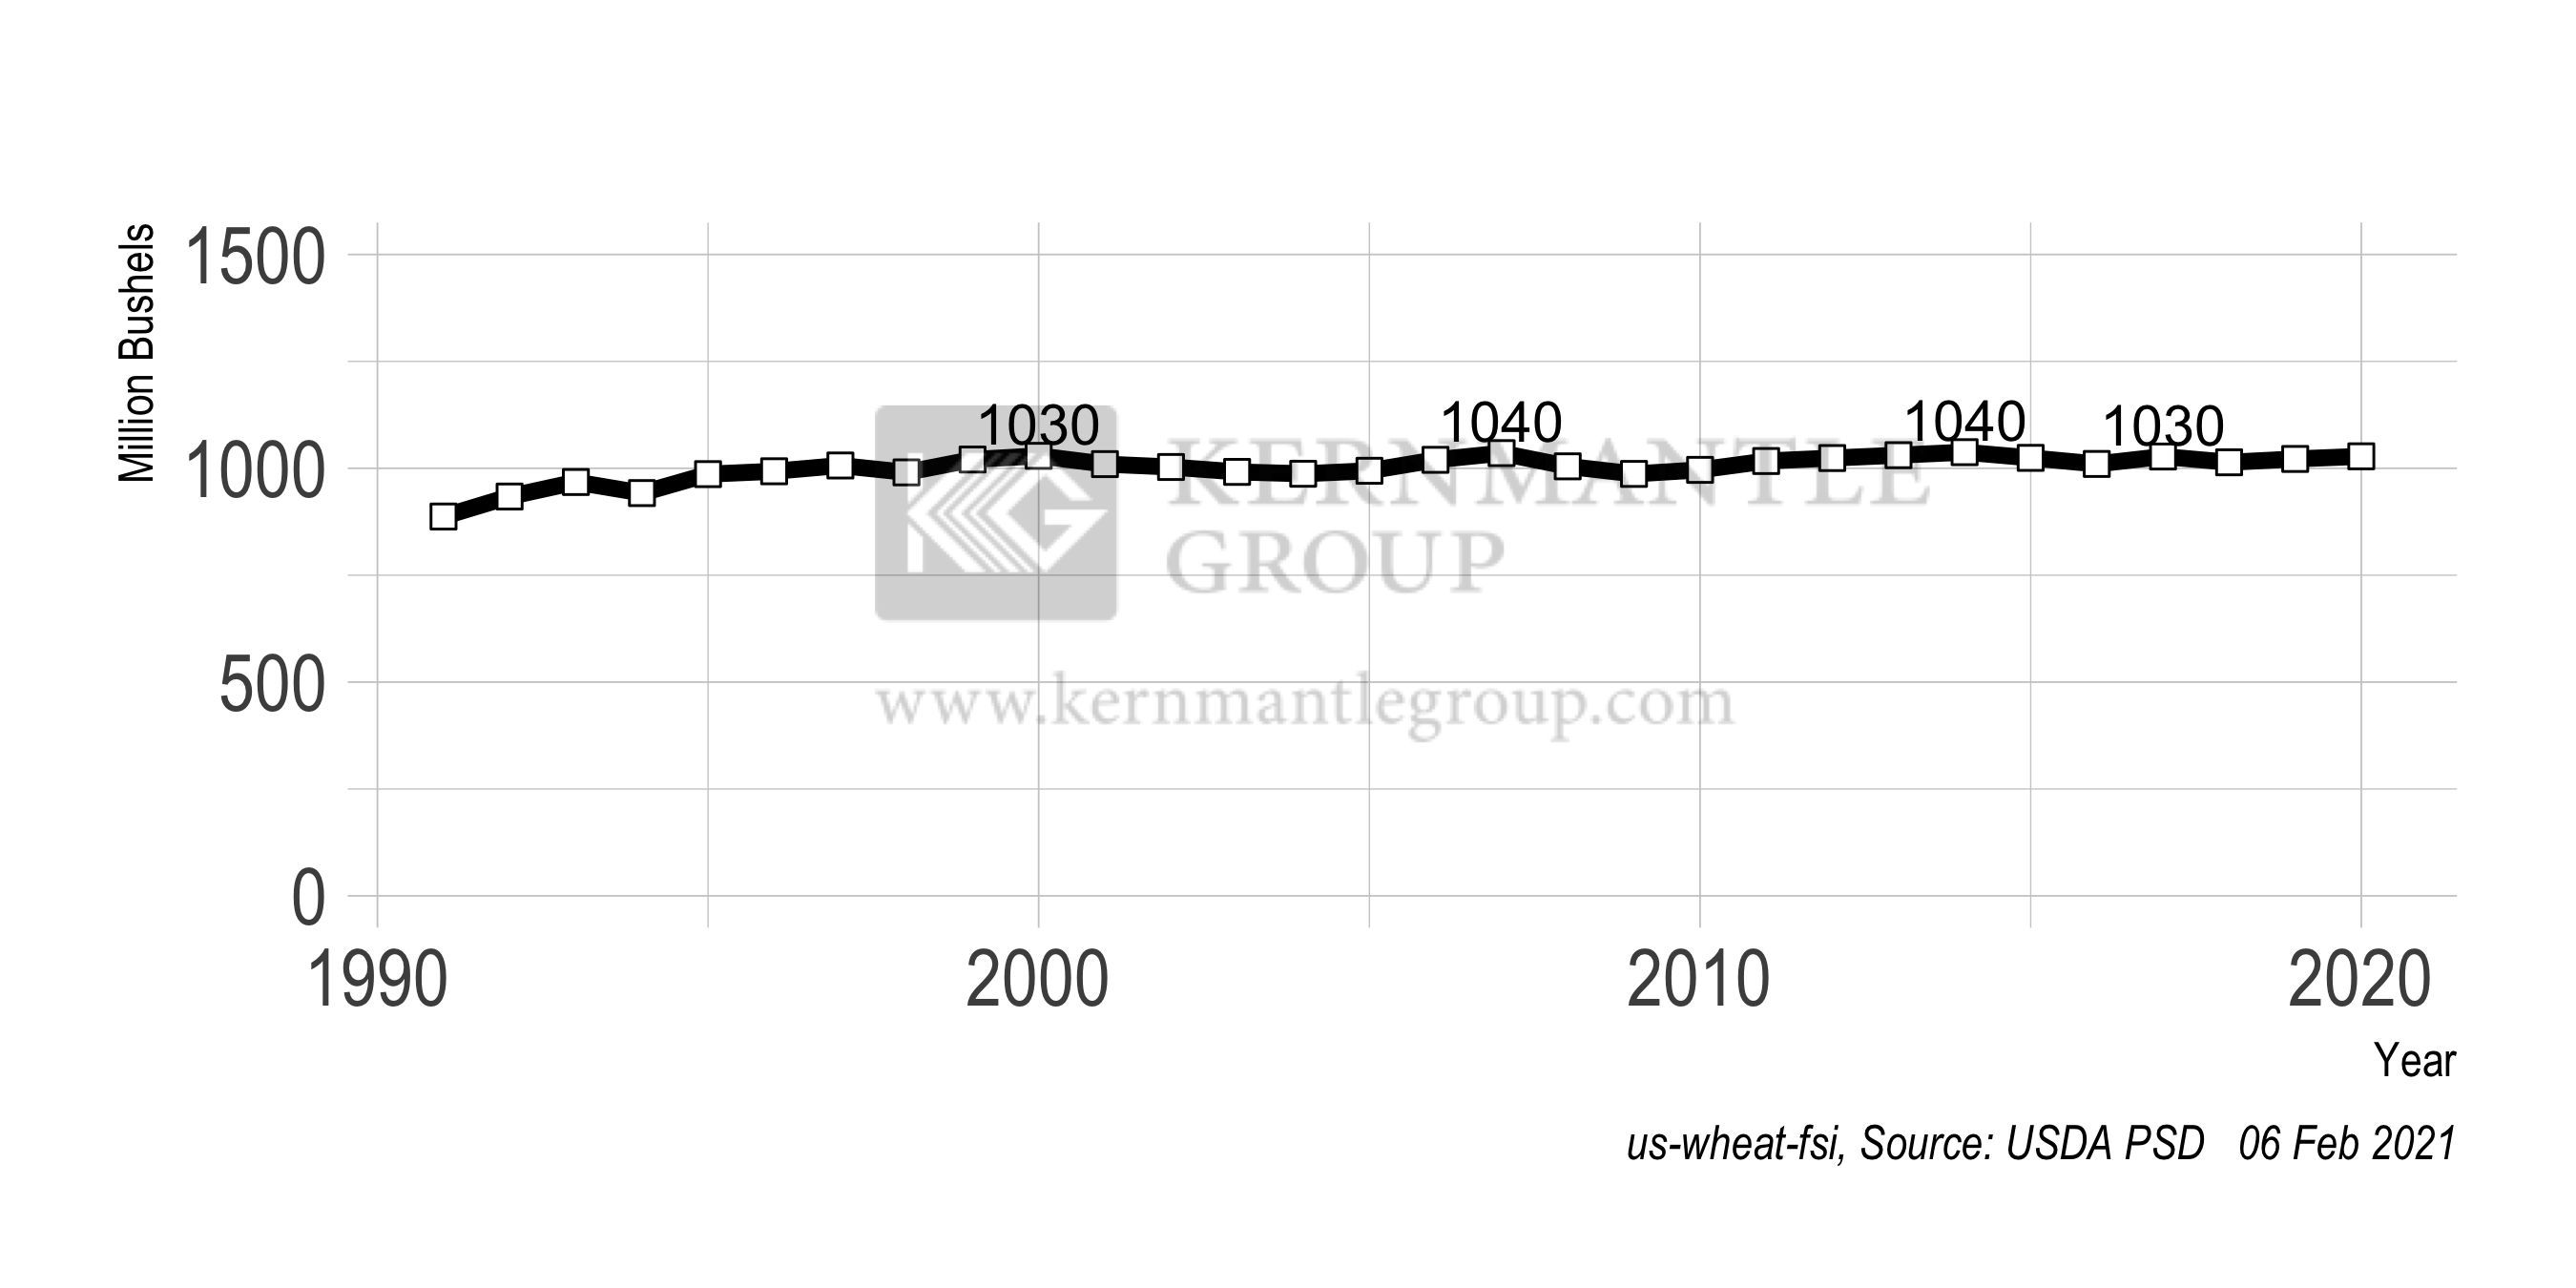 Million Bushels
1500
1000
500
0
1030
1040
1040
1030
KG
KERNMANTLE
GROUP
www.kernmantlegroup.com
1990
2000
2010
2020
Year
us-wheat-fsi, Source: USDA PSD   06 Feb 2021